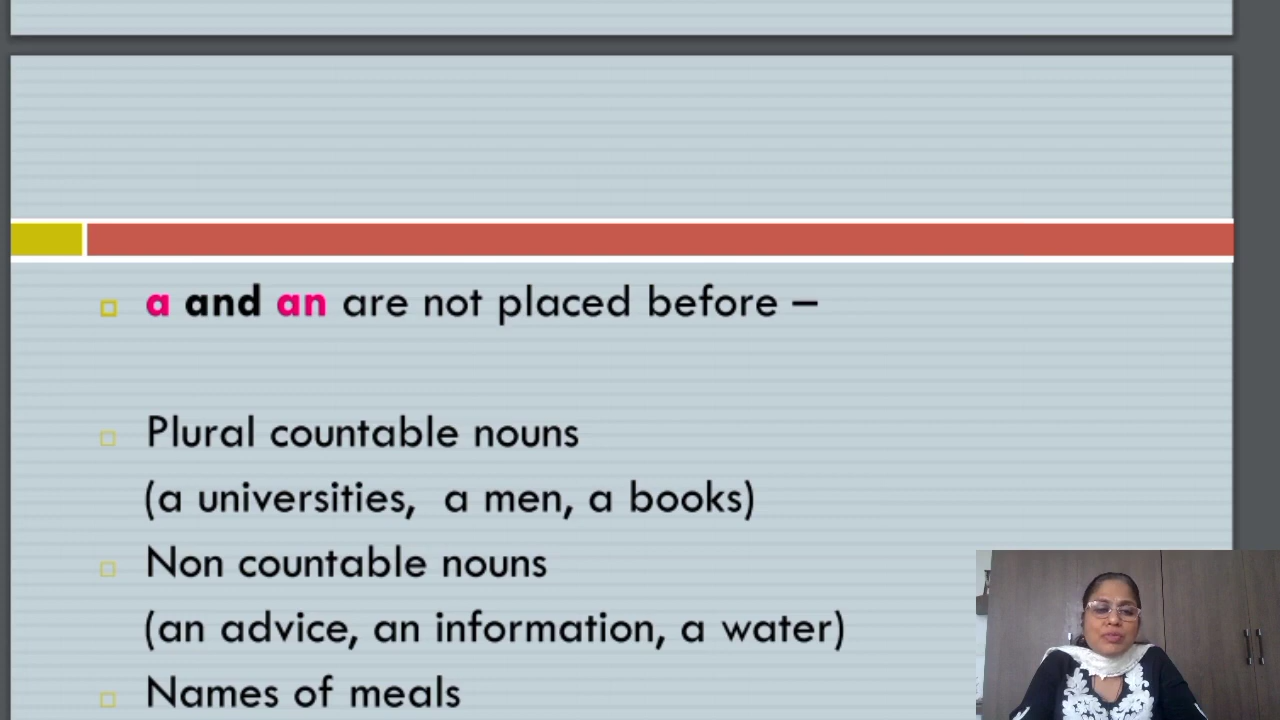 a and an are not placed before –
Plural countable nouns
(a universities, a men, a books)
Non countable nouns
(an advice, an information, a water)
Names of meals